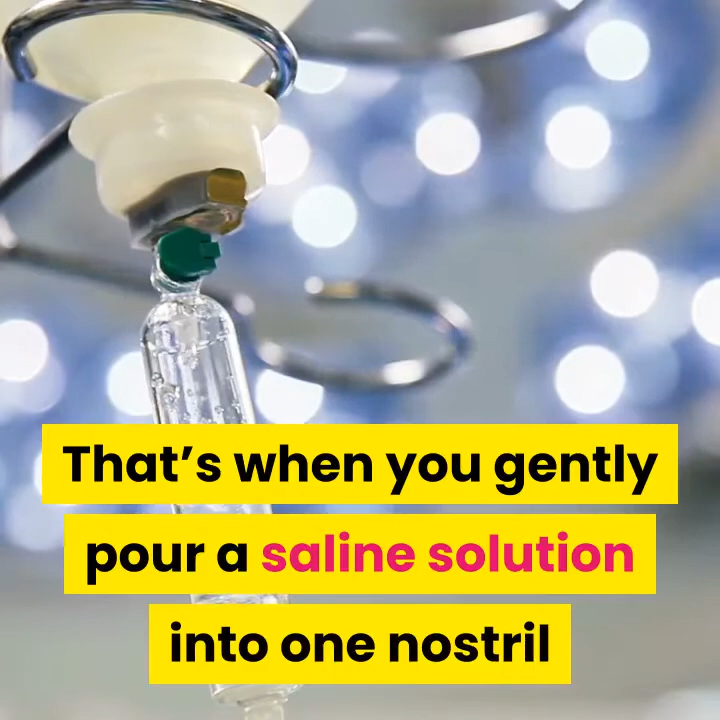 That’s when you gently
pour a saline solution
into one nostril